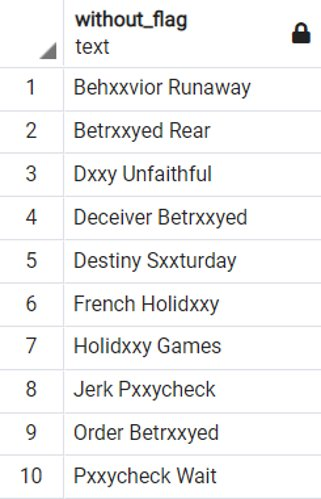 without_flag
text
1 Behxxvior Runaway
2 Betrxxyed Rear
3 Dxxy Unfaithful
4 Deceiver Betrxxyed
5 Destiny Sxxturday
6 French Holidxxy
7 Holidxxy Games
8 Jerk Pxxycheck
9 Order Betrxxyed
10 Pxxycheck Wait